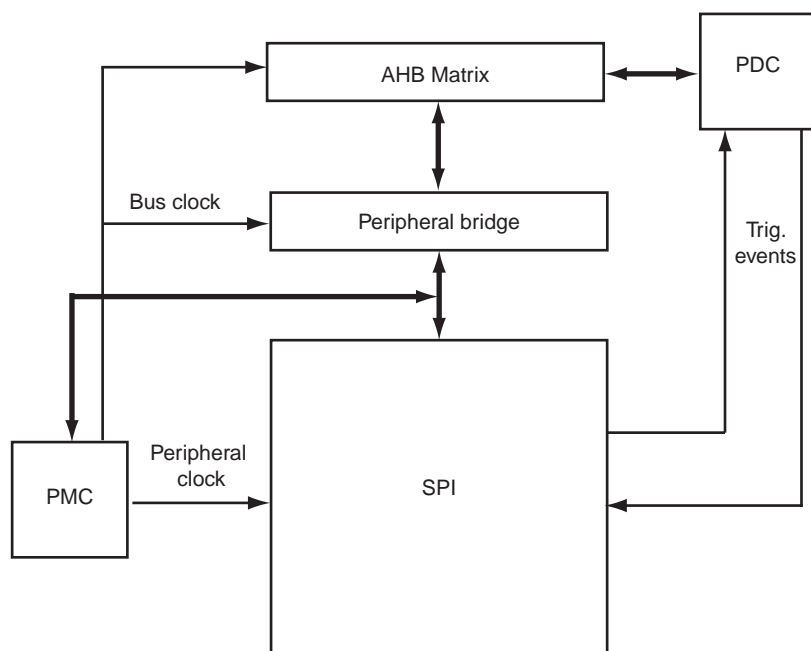 AHB Matrix
PDC
Bus clock
Peripheral bridge
Trig.
events
Peripheral
clock
PMC
SPI